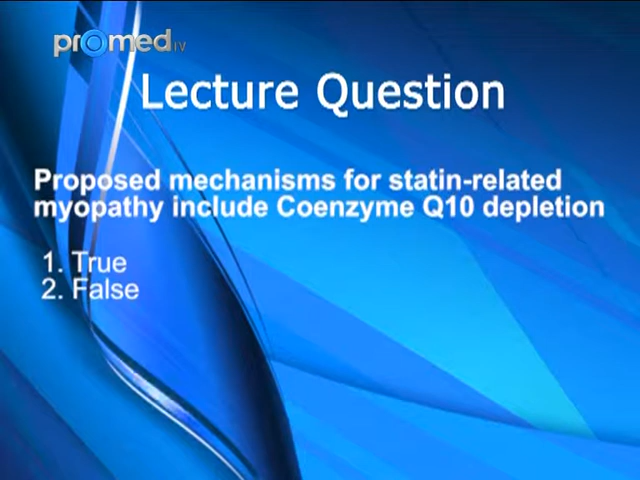 promed TV
Lecture Question
Proposed mechanisms for statin-related
myopathy include Coenzyme Q10 depletion
1. True
2. False